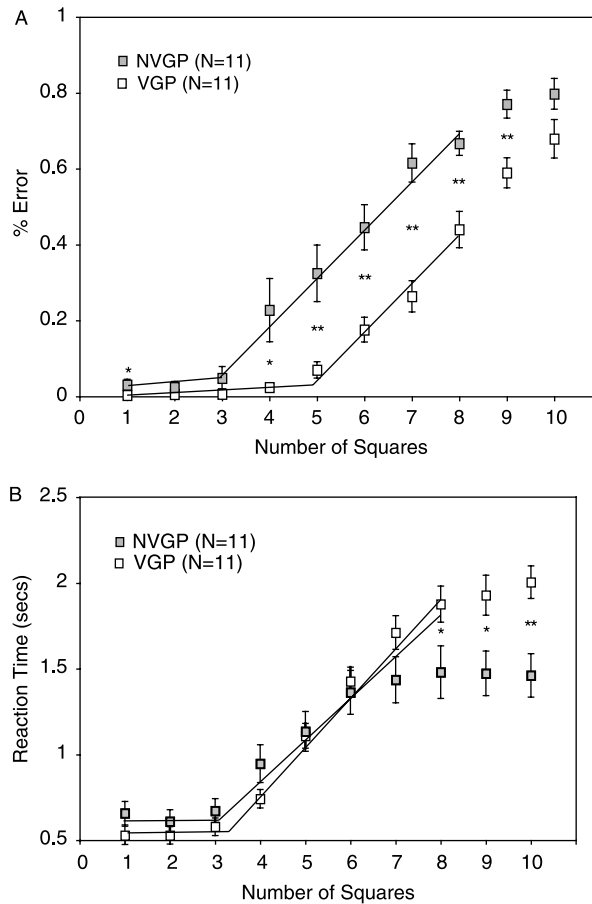 A
1
NVGP (N=11)
VGP (N=11)
0.8
0.6
% Error
**
**
**
0.4
**
**
0.2
*
*
0
0 1 2 3 4 5 6 7 8 9 10
Number of Squares
B
2.5
NVGP (N=11)
VGP (N=11)
2
Reaction Time (secs)
* * **
1.5
1
0.5
0 1 2 3 4 5 6 7 8 9 10
Number of Squares